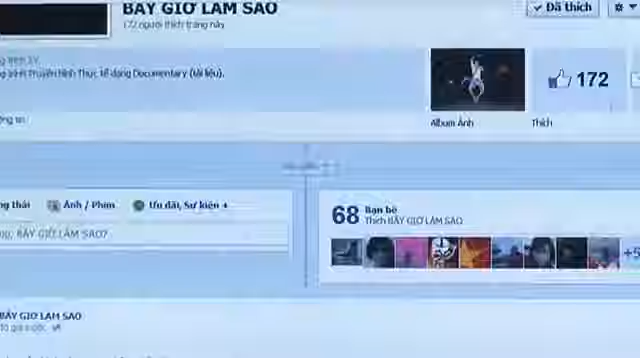 BÂY GIỜ LÀM SAO
172 người thích trang này
Đã thích
Truyền hình Thực tế dạng Documentary (tài liệu).
172
Album Ảnh
Thích
Ảnh / Phim
Ưu đãi, Sự kiện +
68 Bạn bè
Thích BÂY GIỜ LÀM SAO
BÂY GIỜ LÀM SAO?
BÂY GIỜ LÀM SAO